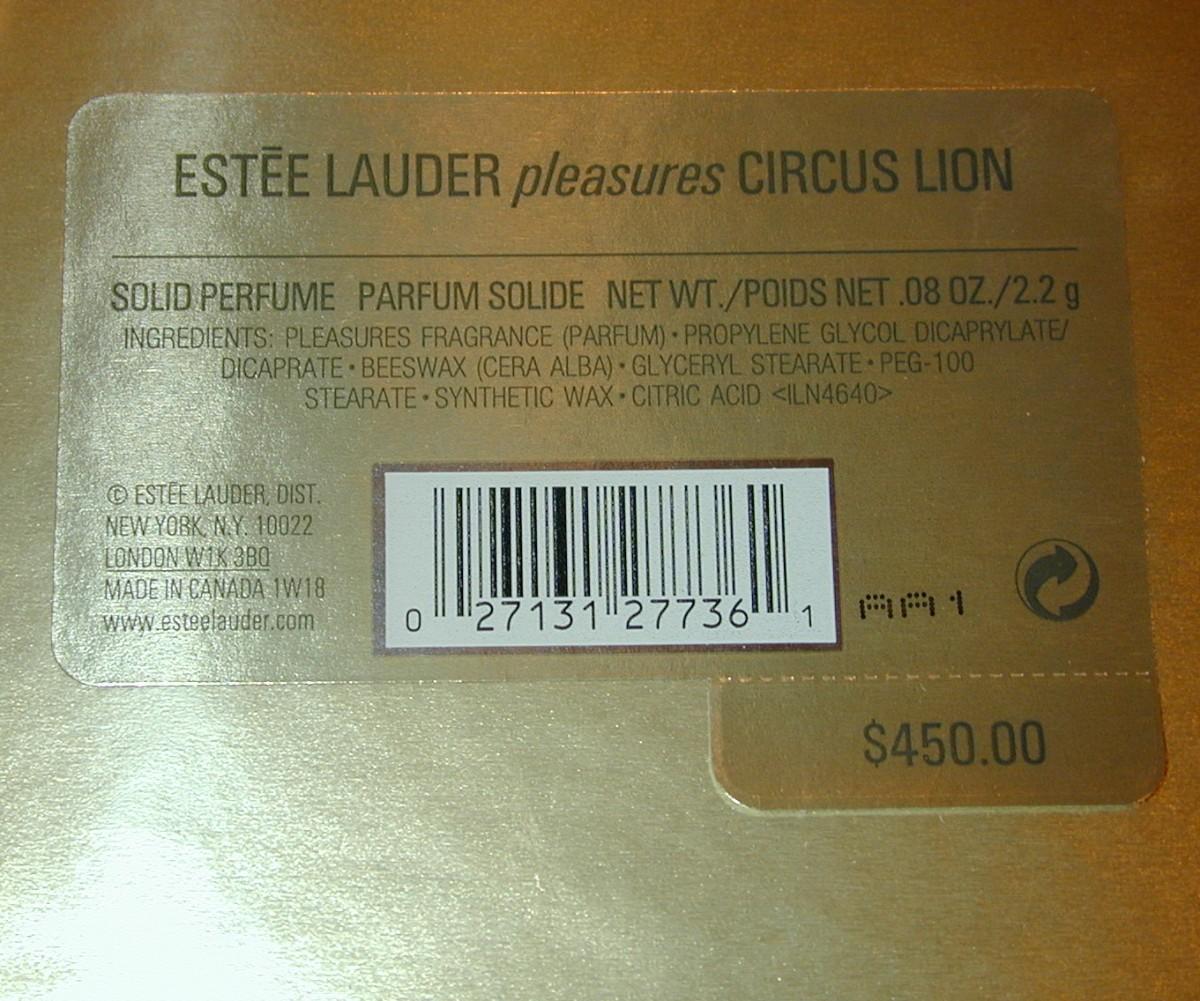 ESTĒE LAUDER pleasures CIRCUS LION
SOLID PERFUME PARFUM SOLIDE NET WT./POIDS NET .08 OZ./2.2 g
INGREDIENTS: PLEASURES FRAGRANCE (PARFUM) • PROPYLENE GLYCOL DICAPRYLATE/
DICAPRATE • BEESWAX (CERA ALBA) • GLYCERYL STEARATE • PEG-100
STEARATE • SYNTHETIC WAX • CITRIC ACID <ILN4640>
© ESTĒE LAUDER, DIST.
NEW YORK, N.Y. 10022
LONDON W1K 3BQ
MADE IN CANADA 1W18
www.esteelauder.com
0 27131 27736 1
AA1
$450.00